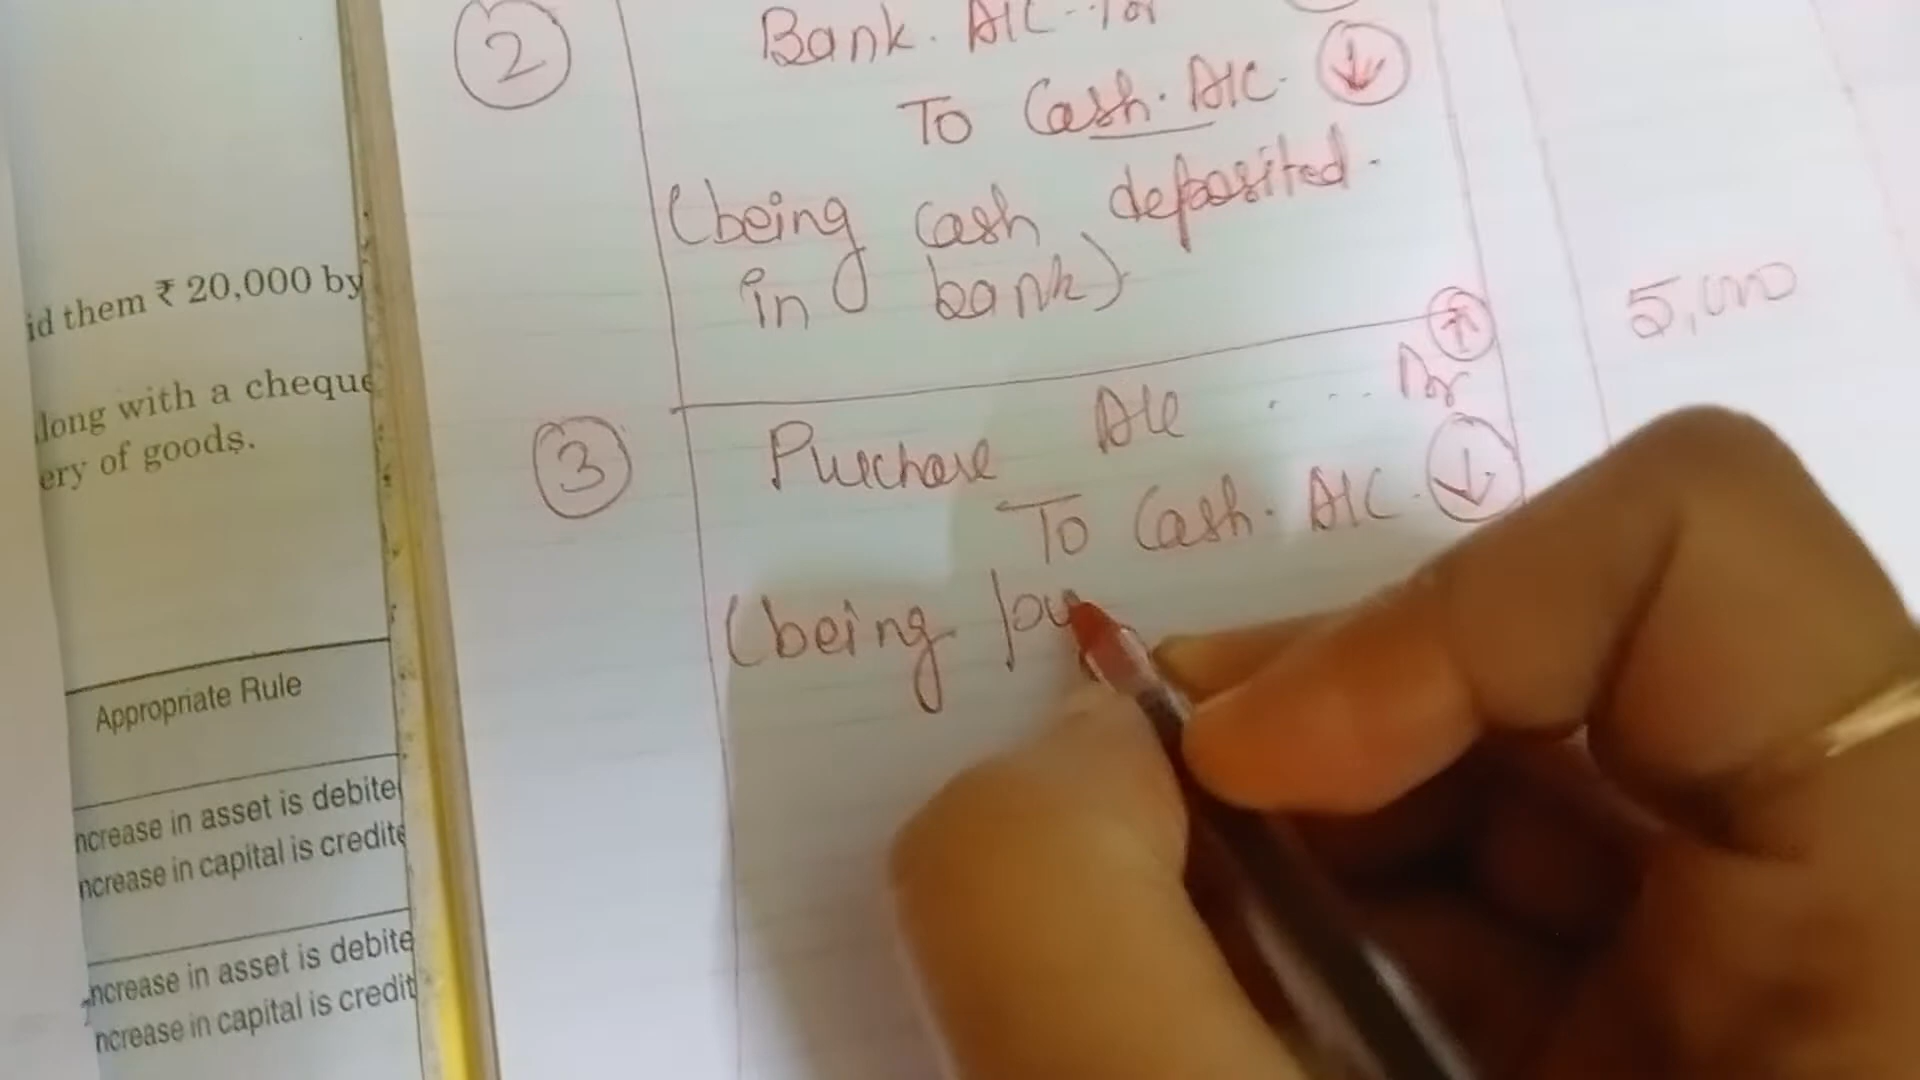 id them ₹ 20,000 by
long with a cheque
ery of goods.
Appropriate Rule
ncrease in asset is debite
ncrease in capital is credite
ncrease in asset is debite
ncrease in capital is credit
2
Bank. A/C
To Cash. A/C.
(being cash deposited.
in bank)
5,000
3
Purchase A/c .... Dr
To Cash. A/C.
(being pu